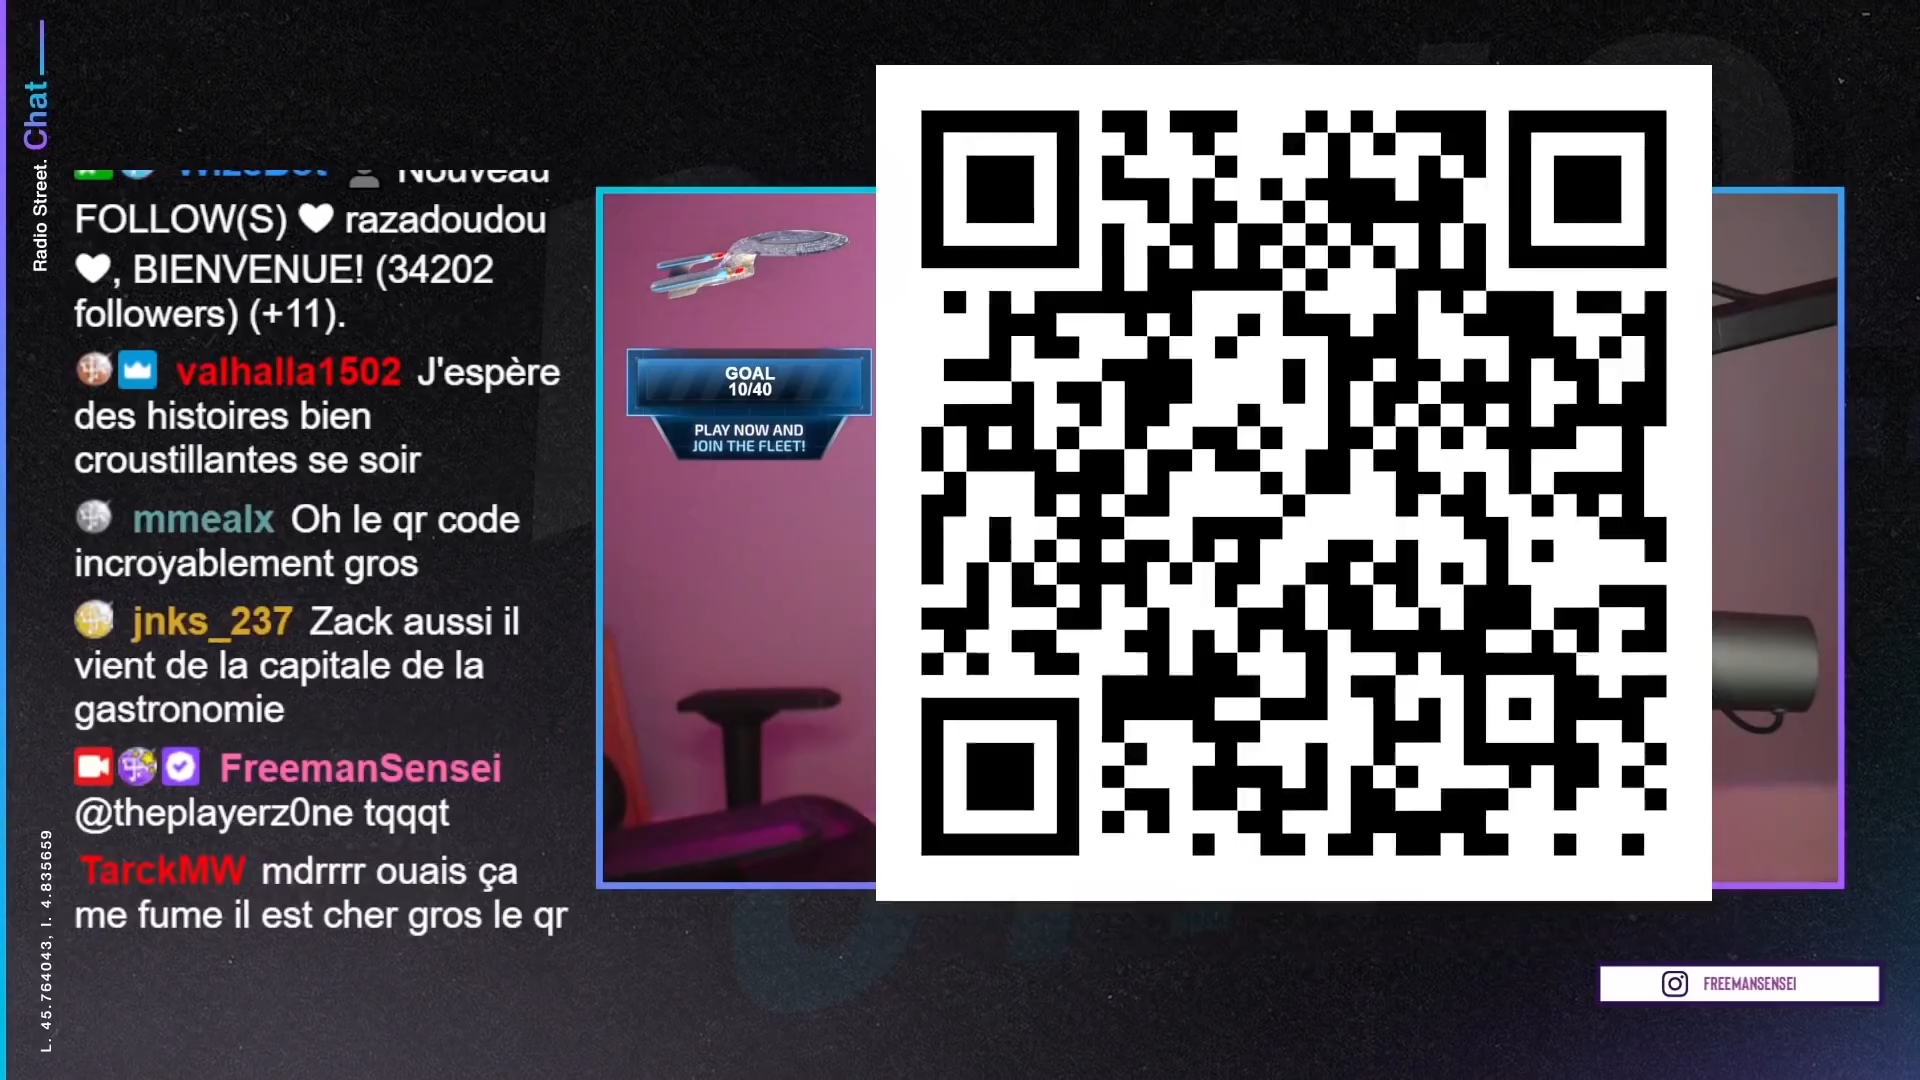 Radio Street. Chat
WizeBot Nouveau
FOLLOW(S) ♥ razadoudou
♥, BIENVENUE! (34202
followers) (+11).
valhalla1502 J'espère
des histoires bien
croustillantes se soir
mmealx Oh le qr code
incroyablement gros
jnks_237 Zack aussi il
vient de la capitale de la
gastronomie
FreemanSensei
@theplayerz0ne tqqqt
TarckMW mdrrrr ouais ça
me fume il est cher gros le qr
L. 45.764043, l. 4.835659
GOAL
10/40
PLAY NOW AND
JOIN THE FLEET!
FREEMANSENSEI